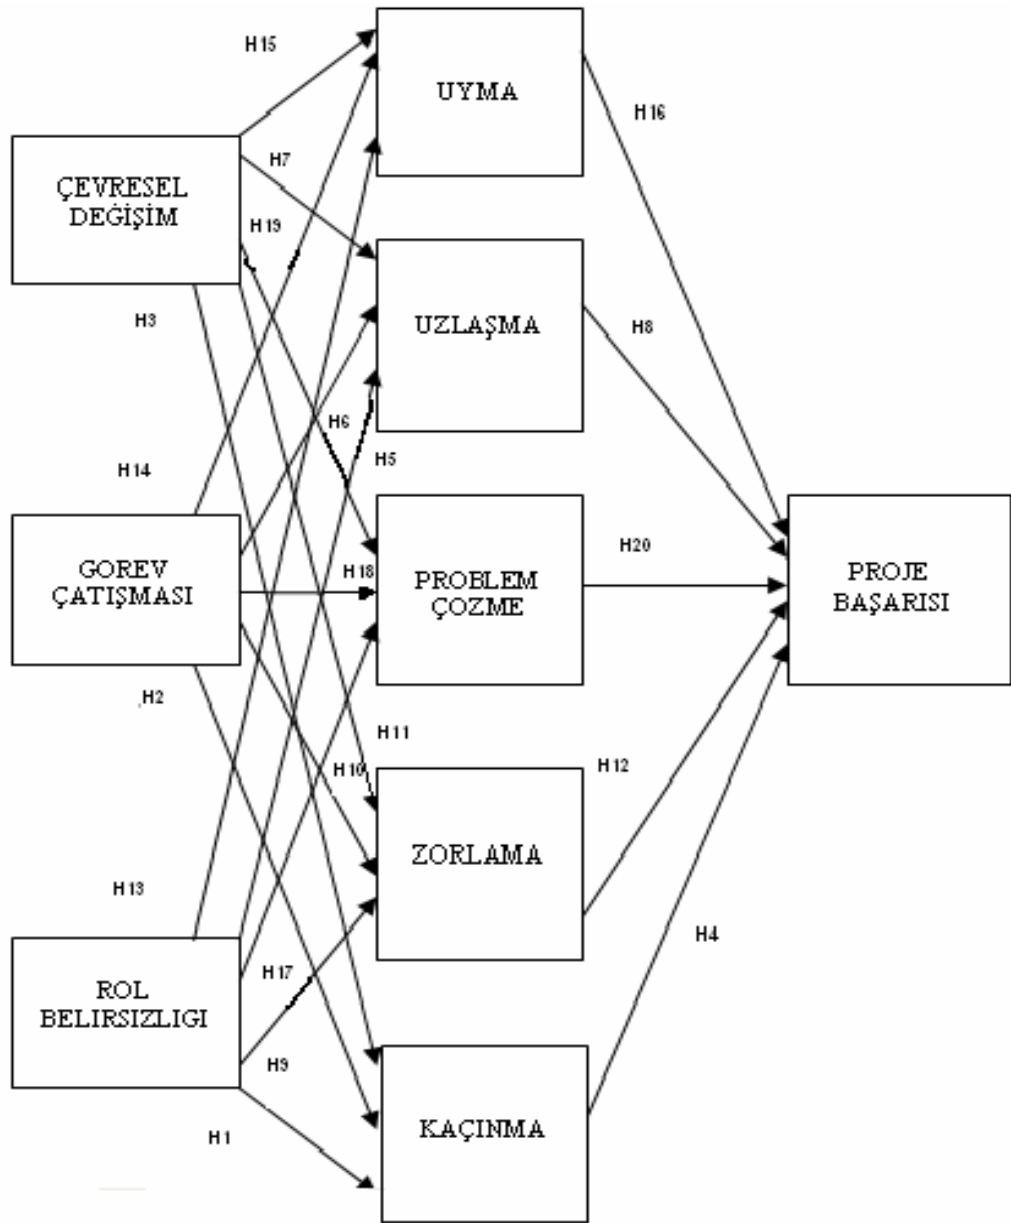 H15
UYMA
H16
H7
ÇEVRESEL
DEĞİŞİM
H19
H3
UZLAŞMA
H8
H6
H5
H14
H20
H18
GOREV
ÇATIŞMASI
PROBLEM
ÇOZME
PROJE
BAŞARISI
,H2
H11
H10
H12
ZORLAMA
H13
H4
H17
ROL
BELIRSIZLIGI
H9
H1
KAÇINMA